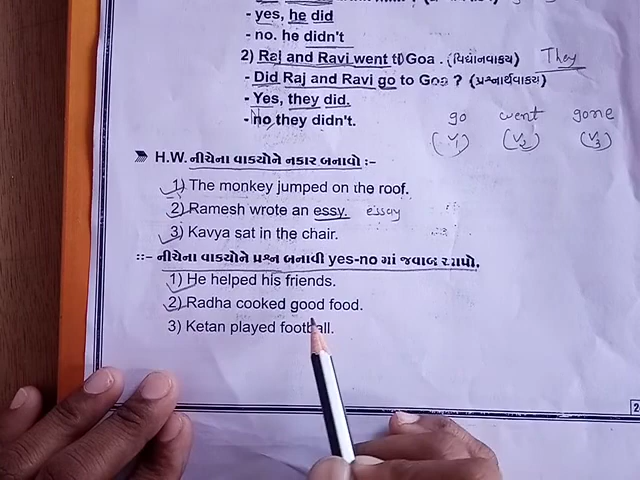 - yes, he did
- no. he didn't
2) Raj and Ravi went to Goa . (વિધાનવાક્ય) They
- Did Raj and Ravi go to Goa ? (પ્રશ્નાર્થવાક્ય)
- Yes, they did.
- no they didn't.
go went gone
(V1) (V2) (V3)
H.W. નીચેના વાક્યોને નકાર બનાવો :-
1) The monkey jumped on the roof.
2) Ramesh wrote an essy. essay
3) Kavya sat in the chair.
::- નીચેના વાક્યોને પ્રશ્ન બનાવી yes-no માં જવાબ આપો.
1) He helped his friends.
2) Radha cooked good food.
3) Ketan played football.
2